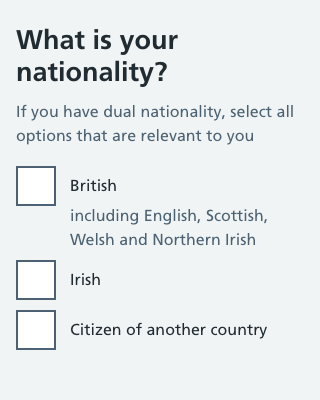 What is your
nationality?
If you have dual nationality, select all
options that are relevant to you
British
including English, Scottish,
Welsh and Northern Irish
Irish
Citizen of another country